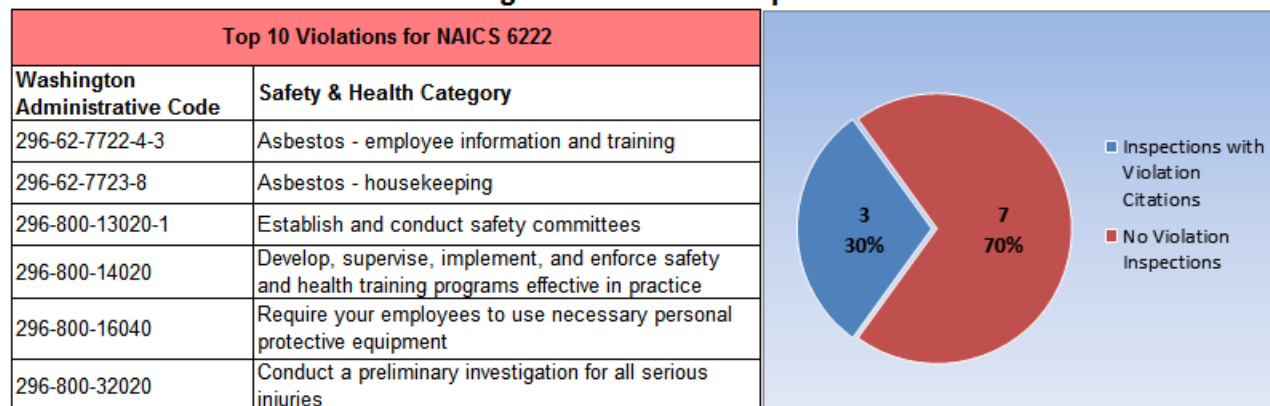 Top 10 Violations for NAICS 6222
Washington
Administrative Code
Safety & Health Category
296-62-7722-4-3
Asbestos - employee information and training
296-62-7723-8
Asbestos - housekeeping
296-800-13020-1
Establish and conduct safety committees
296-800-14020
Develop, supervise, implement, and enforce safety
and health training programs effective in practice
296-800-16040
Require your employees to use necessary personal
protective equipment
296-800-32020
Conduct a preliminary investigation for all serious
injuries
3
30%
7
70%
Inspections with
Violation
Citations
No Violation
Inspections